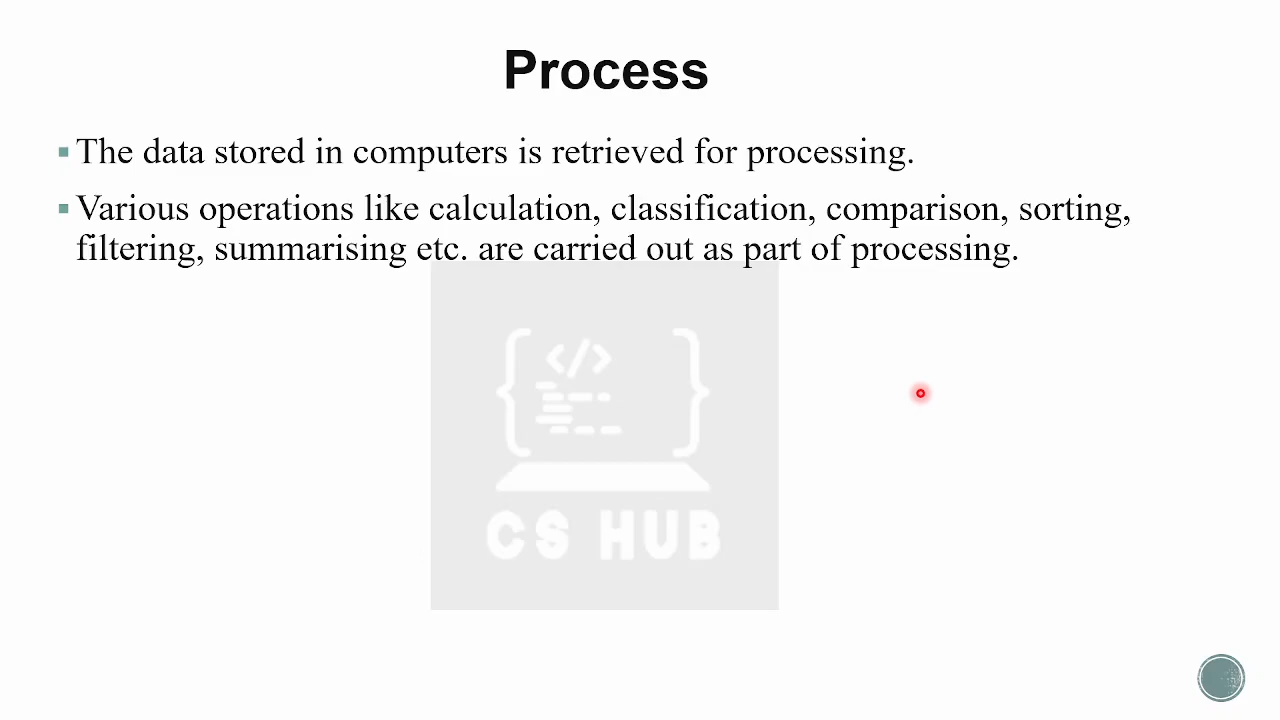 Process
The data stored in computers is retrieved for processing.
Various operations like calculation, classification, comparison, sorting,
filtering, summarising etc. are carried out as part of processing.
</>
CS HUB